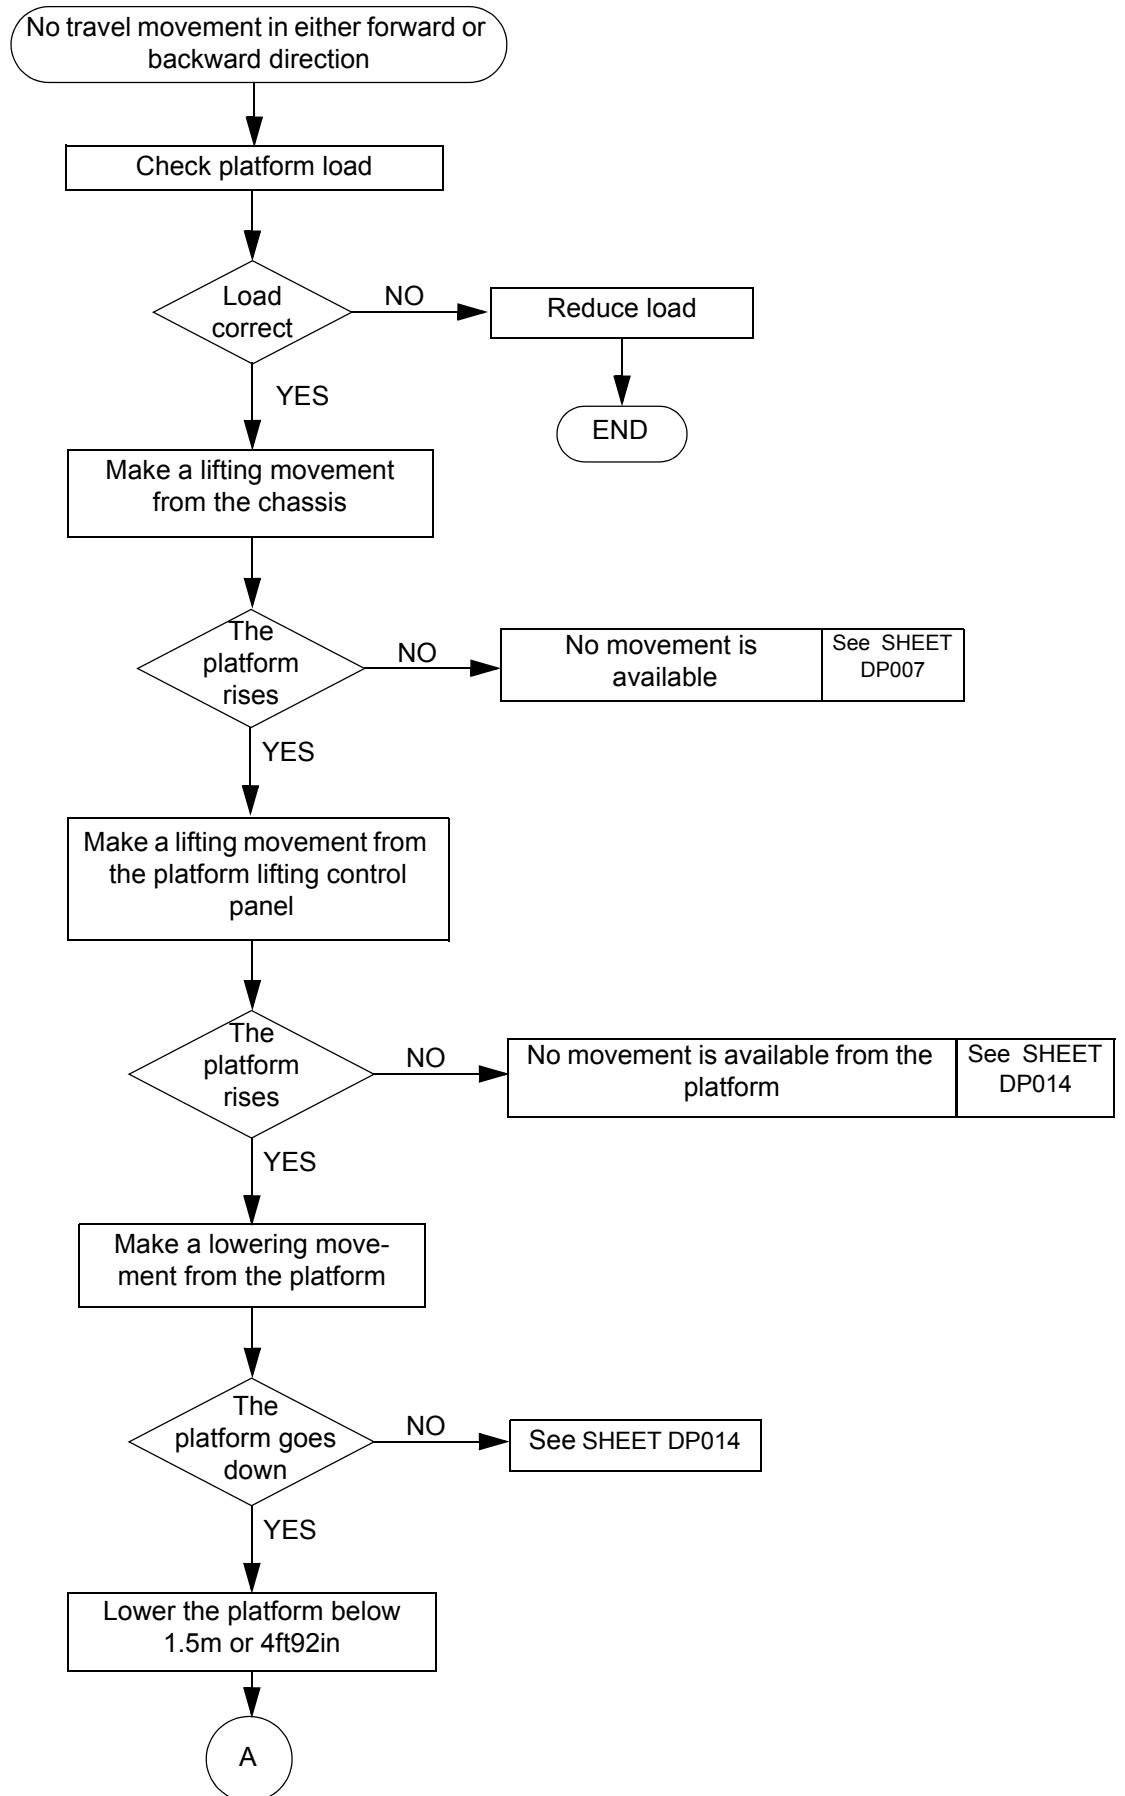 No travel movement in either forward or
backward direction
Check platform load
Load
correct
NO
Reduce load
YES
END
Make a lifting movement
from the chassis
The
platform
rises
NO
No movement is
available
See SHEET
DP007
YES
Make a lifting movement from
the platform lifting control
panel
The
platform
rises
NO
No movement is available from the
platform
See SHEET
DP014
YES
Make a lowering move-
ment from the platform
The
platform goes
down
NO
See SHEET DP014
YES
Lower the platform below
1.5m or 4ft92in
A